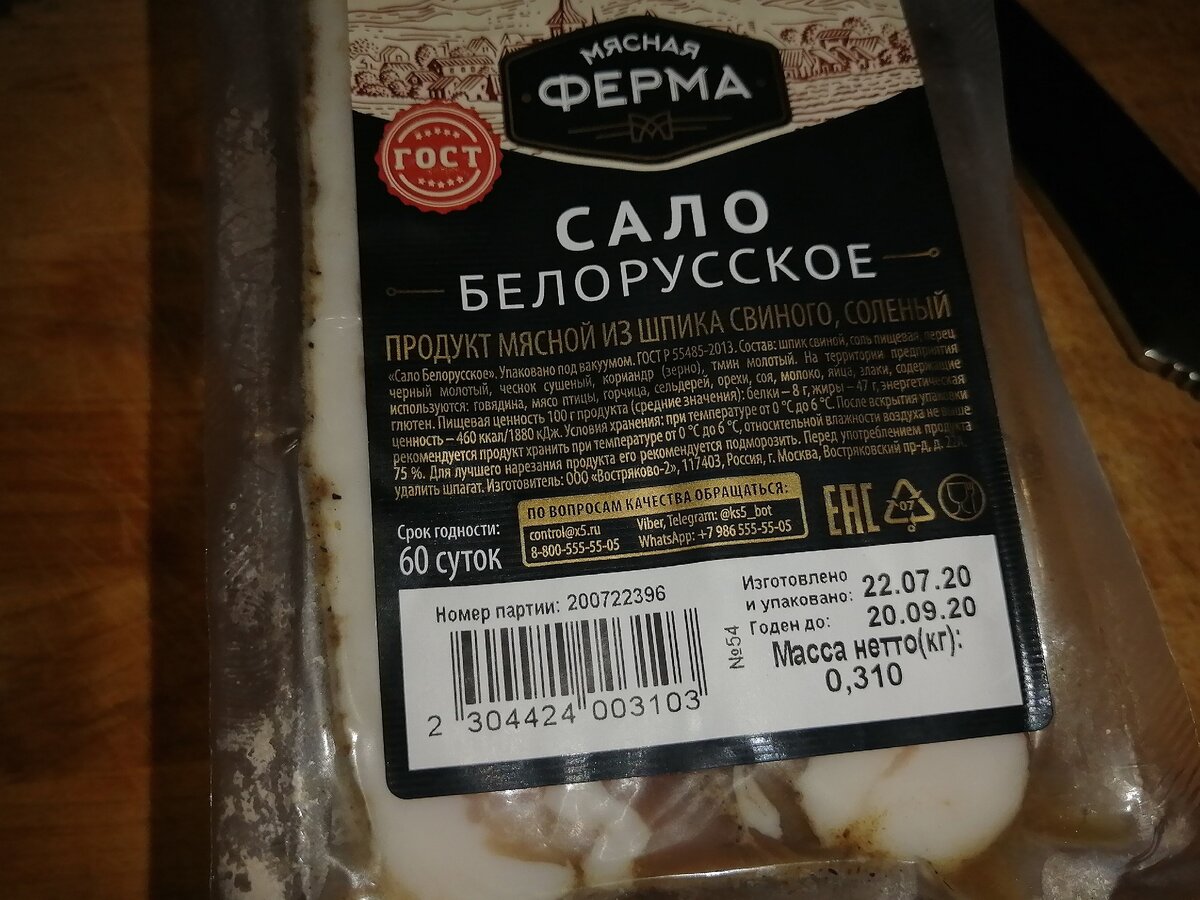 МЯСНАЯ
ФЕРМА
ГОСТ
САЛО
БЕЛОРУССКОЕ
ПРОДУКТ МЯСНОЙ ИЗ ШПИКА СВИНОГО, СОЛЕНЫЙ
«Сало Белорусское». Упаковано под вакуумом. ГОСТ Р 55485-2013. Состав: шпик свиной, соль пищевая, перец
черный молотый, чеснок сушеный, кориандр (зерно), тмин молотый. На территории предприятия
используются: говядина, мясо птицы, горчица, сельдерей, орехи, соя, молоко, яйца, злаки, содержащие
глютен. Пищевая ценность 100 г продукта (средние значения): белки – 8 г, жиры – 47 г, энергетическая
ценность – 460 ккал/1880 кДж. Условия хранения: при температуре от 0 °С до 6 °С. После вскрытия упаковки
рекомендуется продукт хранить при температуре от 0 °С до 6 °С, относительной влажности воздуха не выше
75 %. Для лучшего нарезания продукта его рекомендуется подморозить. Перед употреблением продукта
удалить шпагат. Изготовитель: ООО «Востряково-2», 117403, Россия, г. Москва, Востряковский пр-д, д. 22А.
Срок годности:
60 суток
ПО ВОПРОСАМ КАЧЕСТВА ОБРАЩАТЬСЯ:
control@x5.ru Viber, Telegram: @ks5_bot
8-800-555-55-05 WhatsApp: +7 986 555-55-05
EAC
07
Номер партии: 200722396
2 304424 003103
№54
Изготовлено
и упаковано: 22.07.20
Годен до: 20.09.20
Масса нетто(кг):
0,310